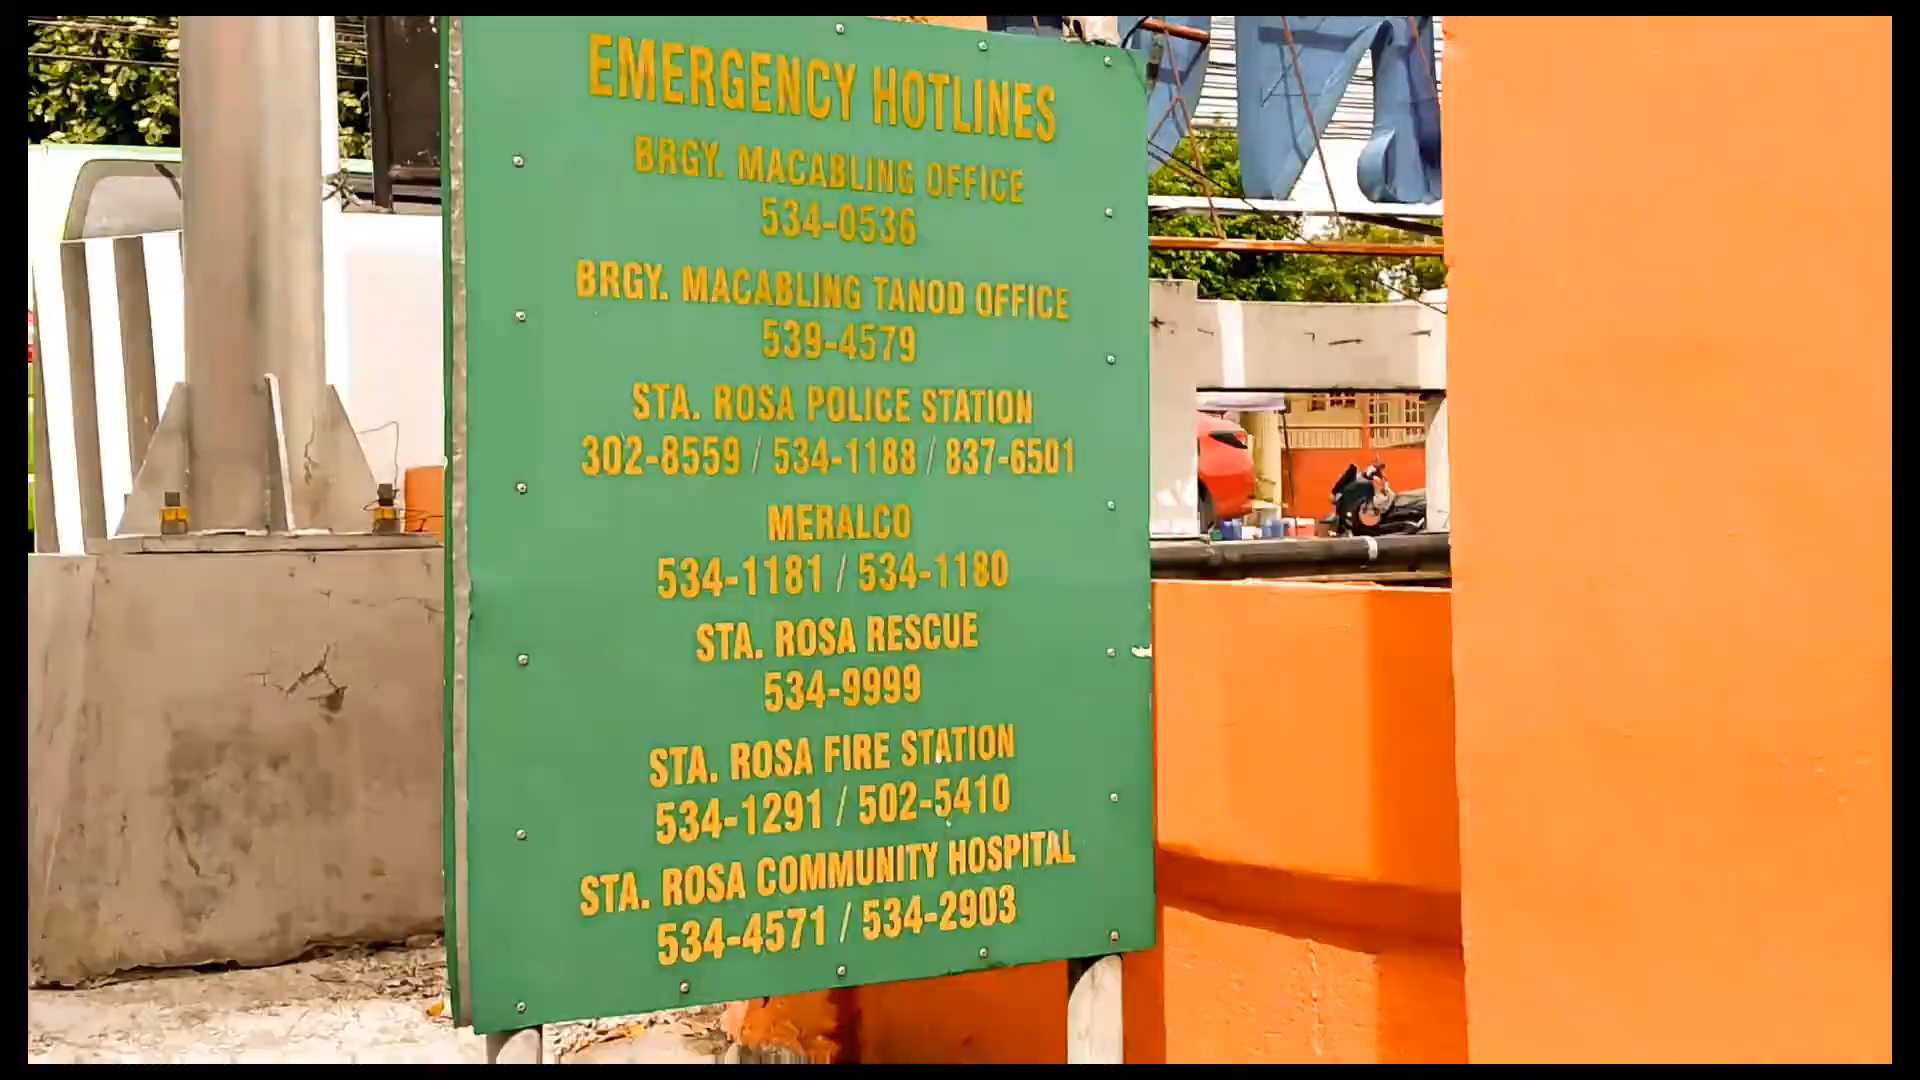 EMERGENCY HOTLINES
BRGY. MACABLING OFFICE
534-0536
BRGY. MACABLING TANOD OFFICE
539-4579
STA. ROSA POLICE STATION
302-8559 / 534-1188 / 837-6501
MERALCO
534-1181 / 534-1180
STA. ROSA RESCUE
534-9999
STA. ROSA FIRE STATION
534-1291 / 502-5410
STA. ROSA COMMUNITY HOSPITAL
534-4571 / 534-2903